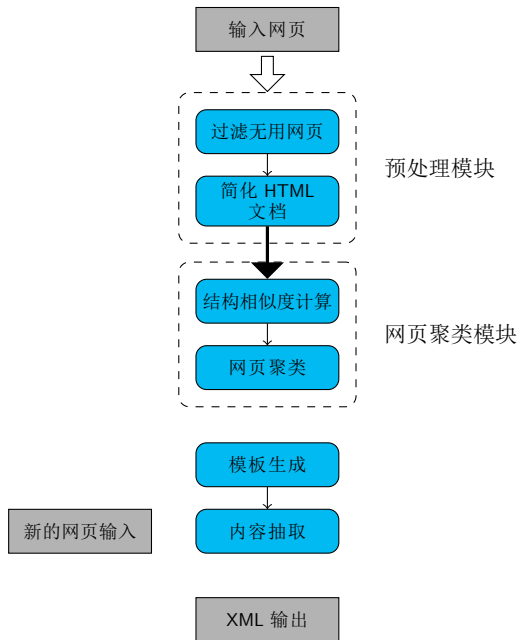 输入网页
过滤无用网页
简化 HTML
文档
预处理模块
结构相似度计算
网页聚类
网页聚类模块
模板生成
新的网页输入
内容抽取
XML 输出